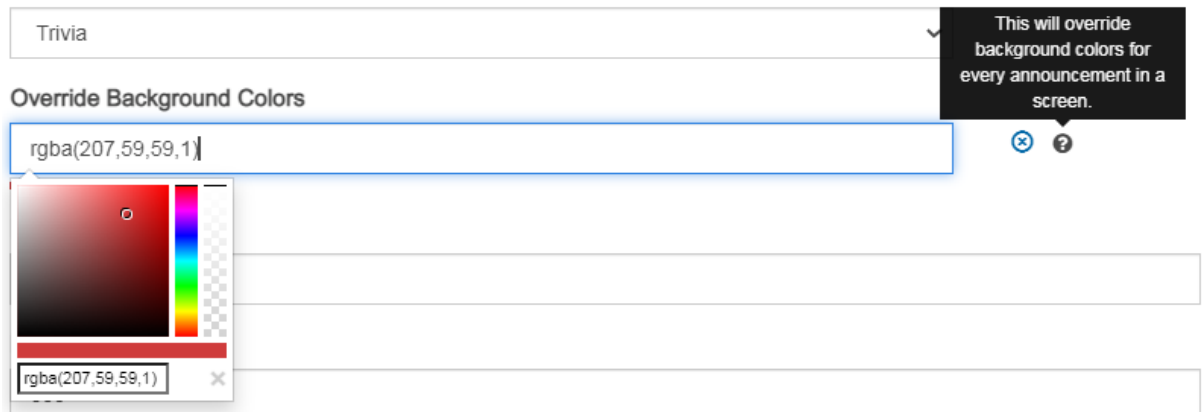 Trivia
This will override
background colors for
every announcement in a
screen.
Override Background Colors
rgba(207,59,59,1)
rgba(207,59,59,1)